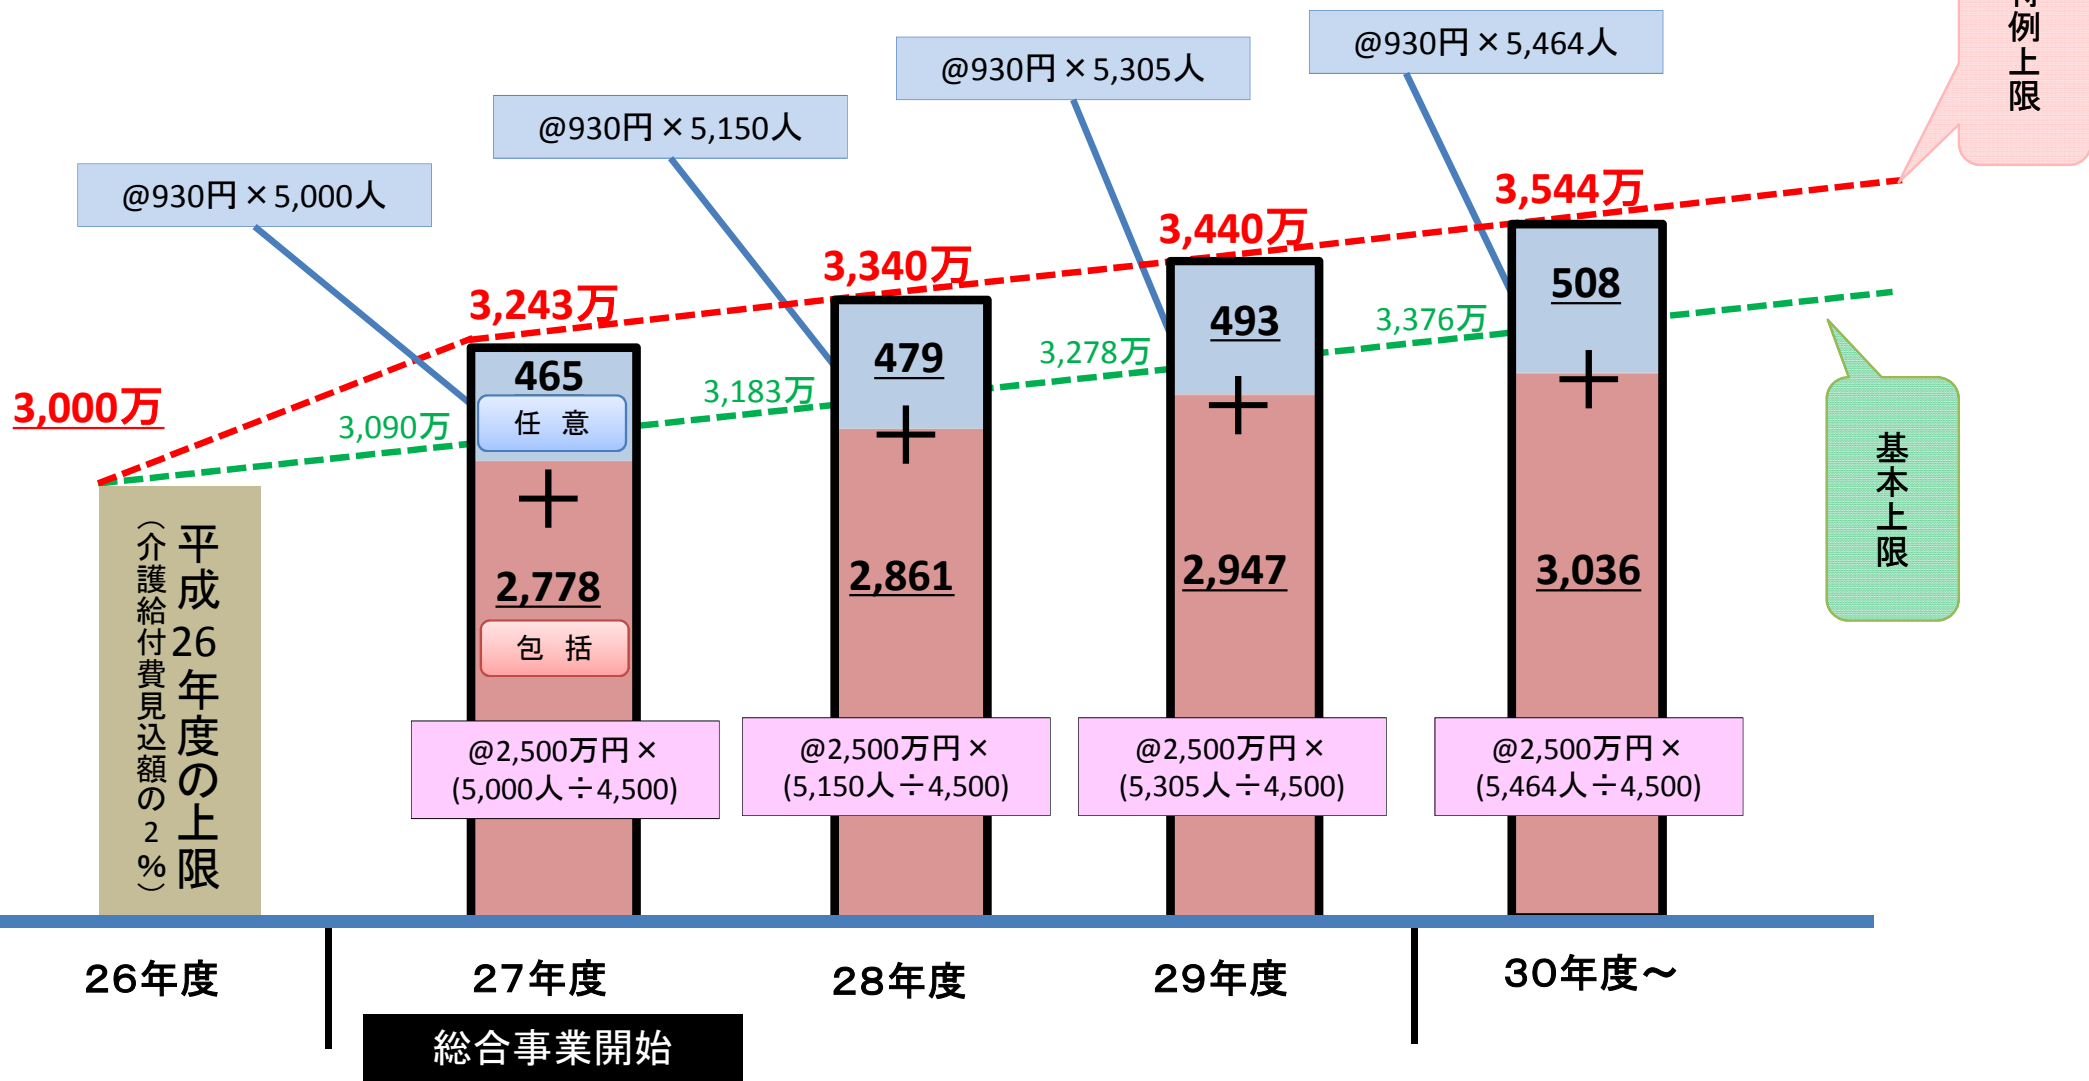 @930円×5,000人
@930円×5,150人
@930円×5,305人
@930円×5,464人
例上限
3,000万
3,243万
3,340万
3,440万
3,544万
3,090万
3,183万
3,278万
3,376万
基本上限
平成26年度の上限
（介護給付費見込額の2%）
465
任 意
＋
2,778
包 括
@2,500万円×
(5,000人÷4,500)
479
＋
2,861
@2,500万円×
(5,150人÷4,500)
493
＋
2,947
@2,500万円×
(5,305人÷4,500)
508
＋
3,036
@2,500万円×
(5,464人÷4,500)
26年度
27年度
28年度
29年度
30年度～
総合事業開始